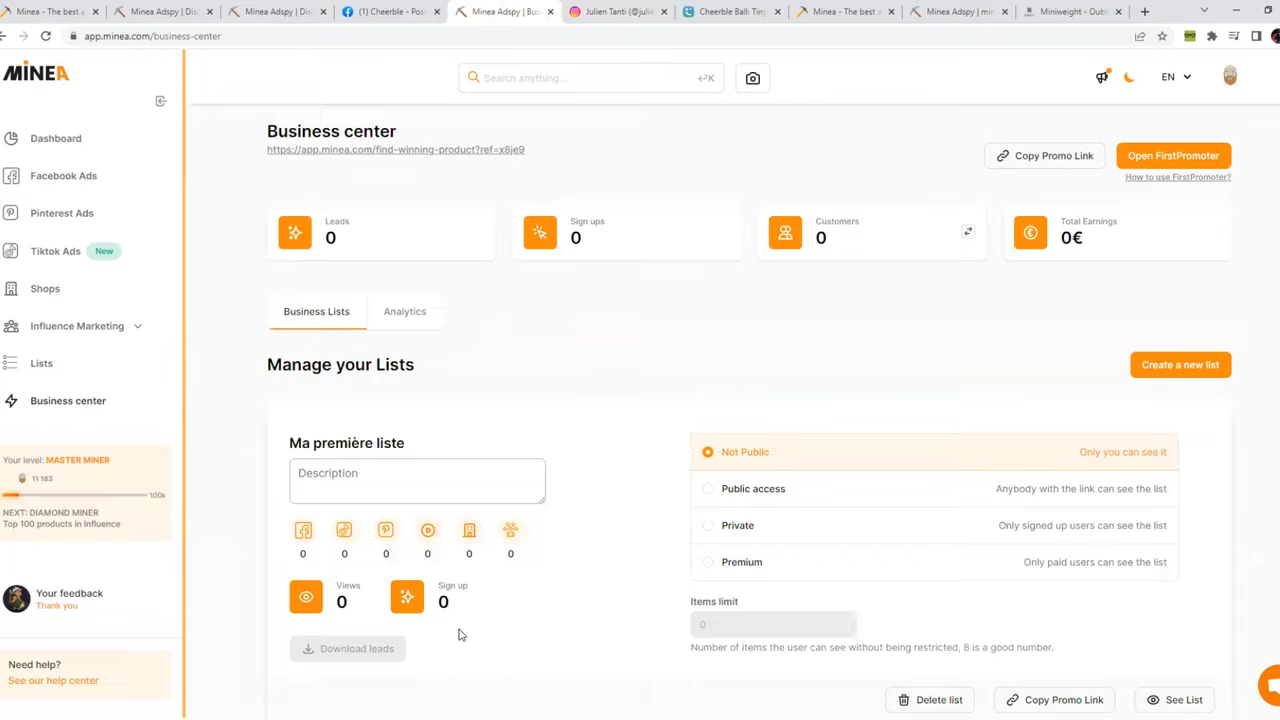 Minea - The best a
Minea Adspy | Disc
Minea Adspy | Dis
(1) Cheerble - Pos
Minea Adspy | Bus
Julien Tanti (@julie
Cheerble Ball: Tiny
Minea - The best a
Minea Adspy | mi
Miniweight - Oub
app.minea.com/business-center
MINEA
Search anything...
K
EN
Dashboard
Facebook Ads
Pinterest Ads
Tiktok Ads New
Shops
Influence Marketing
Lists
Business center
Your level: MASTER MINER
11 183
100k
NEXT: DIAMOND MINER
Top 100 products in Influence
Your feedback
Thank you
Need help?
See our help center
Business center
https://app.minea.com/find-winning-product?ref=x8je9
Copy Promo Link
Open FirstPromoter
How to use FirstPromoter?
Leads
0
Sign ups
0
Customers
0
Total Earnings
0€
Business Lists
Analytics
Manage your Lists
Create a new list
Ma première liste
Description
0 0 0 0 0 0
Views
0
Sign up
0
Download leads
Not Public Only you can see it
Public access Anybody with the link can see the list
Private Only signed up users can see the list
Premium Only paid users can see the list
Items limit
0
Number of items the user can see without being restricted, 8 is a good number.
Delete list
Copy Promo Link
See List